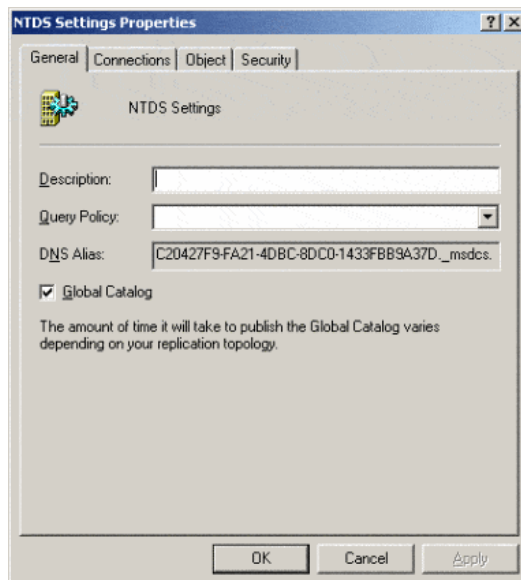 NTDS Settings Properties
General Connections Object Security
NTDS Settings
Description:
Query Policy:
DNS Alias: C20427F9-FA21-4DBC-8DC0-1433FBB9A37D._msdcs.
Global Catalog
The amount of time it will take to publish the Global Catalog varies
depending on your replication topology.
OK Cancel Apply